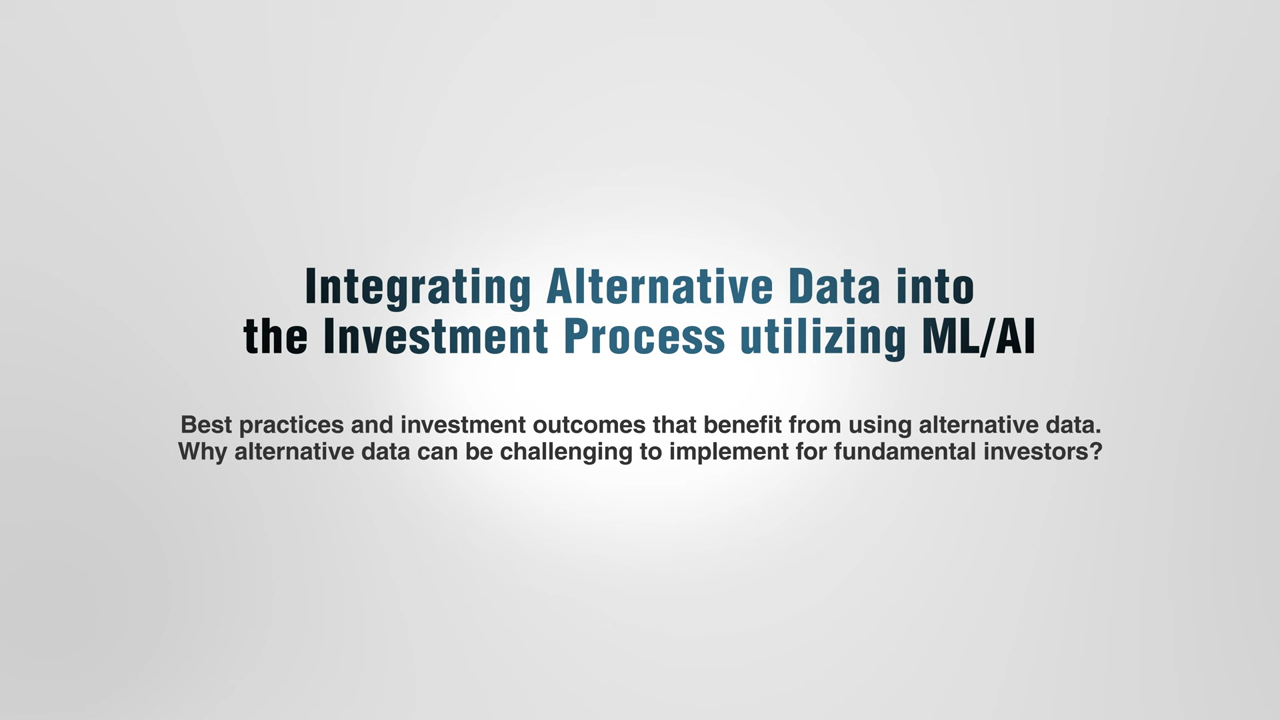 Integrating Alternative Data into
the Investment Process utilizing ML/AI
Best practices and investment outcomes that benefit from using alternative data.
Why alternative data can be challenging to implement for fundamental investors?